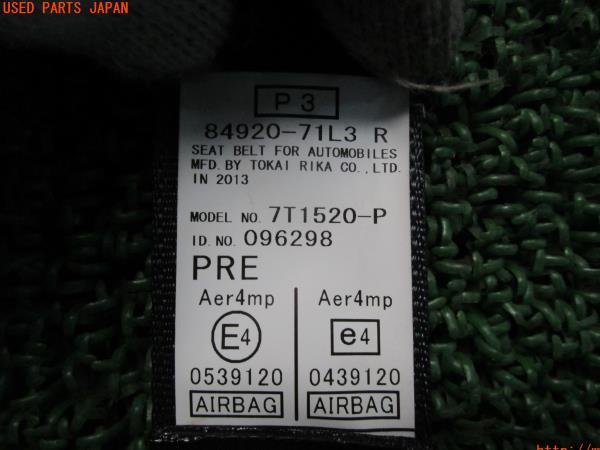 USED PARTS JAPAN
P3
84920-71L3 R
SEAT BELT FOR AUTOMOBILES
MFD. BY TOKAI RIKA CO., LTD.
IN 2013
MODEL NO. 7T1520-P
ID. NO. 096298
PRE
Aer4mp Aer4mp
E4 e4
0539120 0439120
AIRBAG AIRBAG